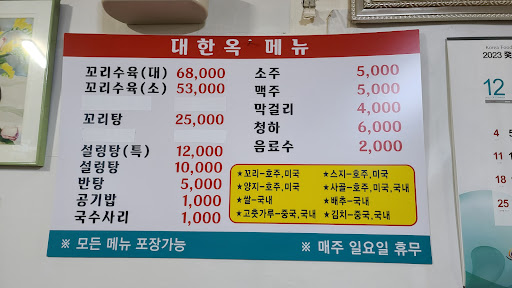 대한옥 메뉴
꼬리수육(대) 68,000
꼬리수육(소) 53,000
꼬리탕 25,000
설렁탕(특) 12,000
설렁탕 10,000
반탕 5,000
공기밥 1,000
국수사리 1,000
소주 5,000
맥주 5,000
막걸리 4,000
청하 6,000
음료수 2,000
★꼬리-호주,미국 ★스지-호주,미국
★양지-호주,미국 ★사골-호주,미국,국내
★쌀-국내 ★배추-국내
★고춧가루-중국,국내 ★김치-중국,국내
※ 모든 메뉴 포장가능 ※ 매주 일요일 휴무
2023
12
4 5
11
18
25